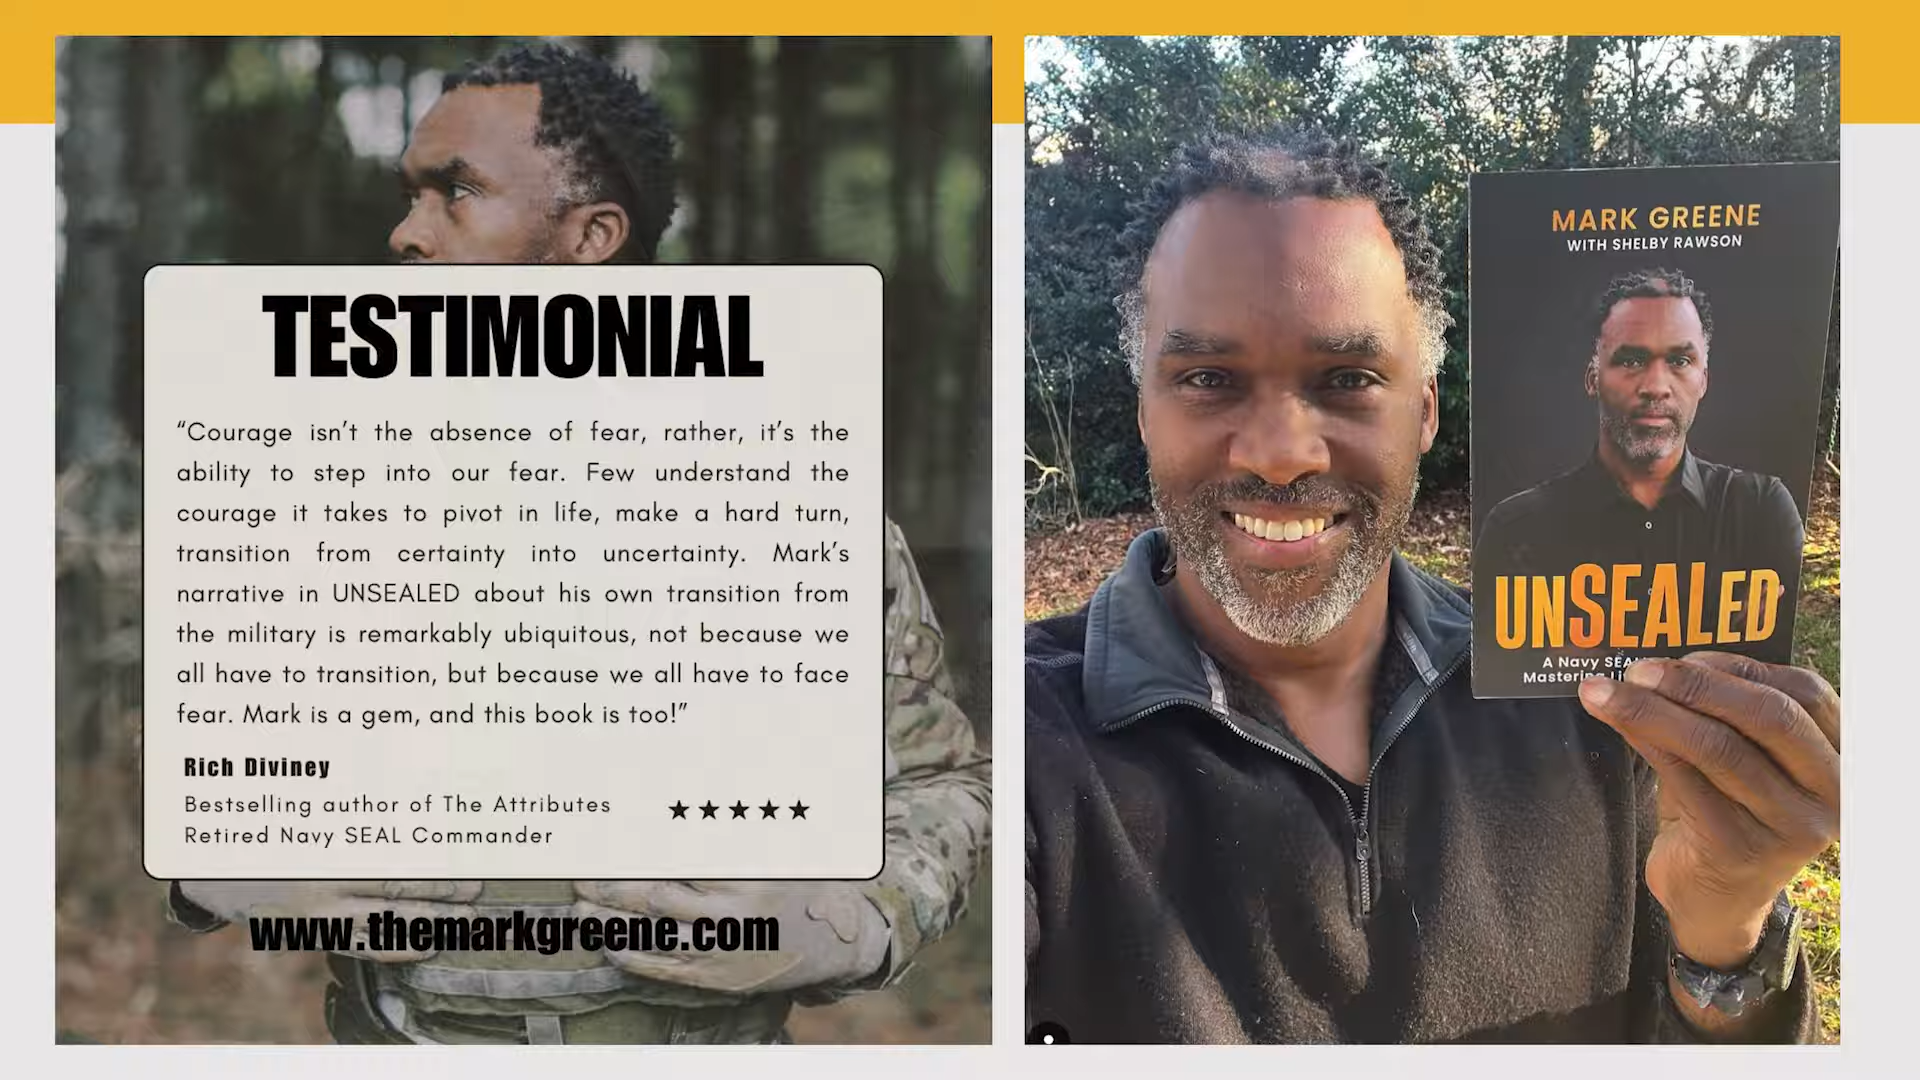 TESTIMONIAL
“Courage isn’t the absence of fear, rather, it’s the
ability to step into our fear. Few understand the
courage it takes to pivot in life, make a hard turn,
transition from certainty into uncertainty. Mark’s
narrative in UNSEALED about his own transition from
the military is remarkably ubiquitous, not because we
all have to transition, but because we all have to face
fear. Mark is a gem, and this book is too!”
Rich Diviney
Bestselling author of The Attributes
Retired Navy SEAL Commander
★★★★★
www.themarkgreene.com
MARK GREENE
WITH SHELBY RAWSON
UNSEALED
A Navy SEAL
Mastering